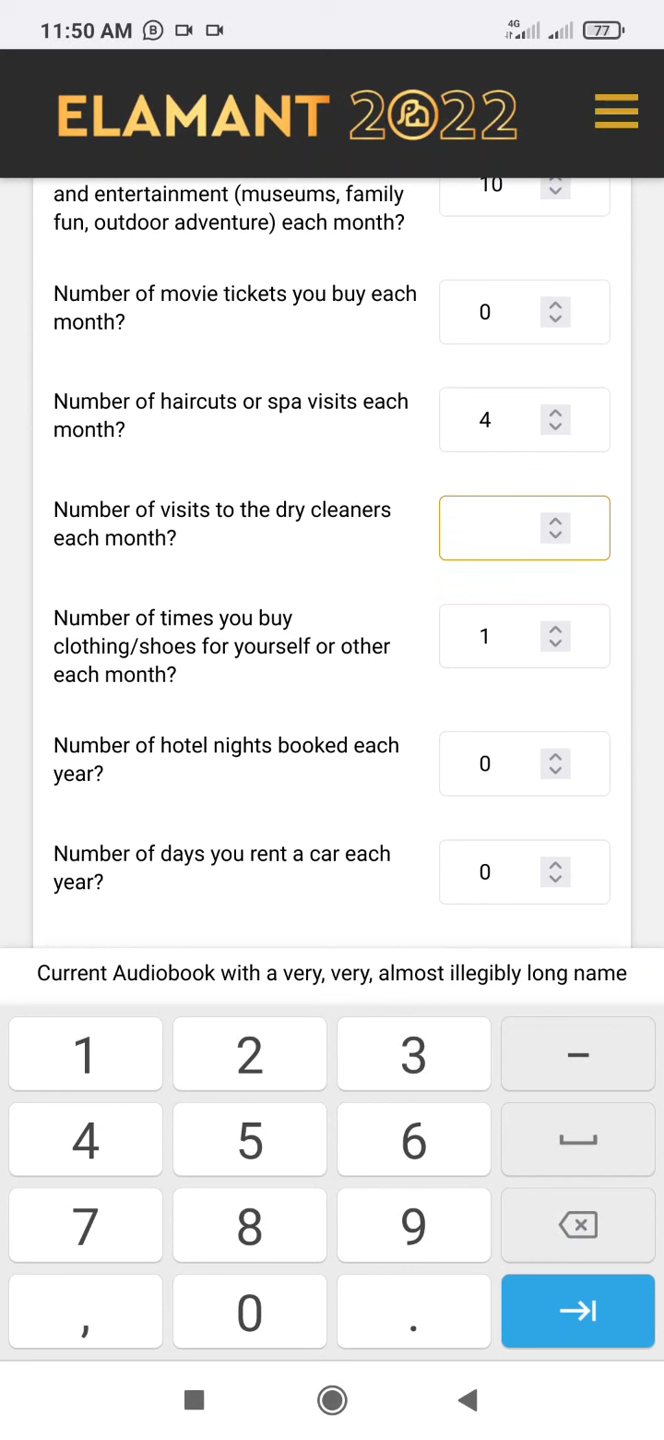 11:50 AM B 4G 77
ELAMANT 2022
and entertainment (museums, family
fun, outdoor adventure) each month?
10
Number of movie tickets you buy each
month?
0
Number of haircuts or spa visits each
month?
4
Number of visits to the dry cleaners
each month?
Number of times you buy
clothing/shoes for yourself or other
each month?
1
Number of hotel nights booked each
year?
0
Number of days you rent a car each
year?
0
Current Audiobook with a very, very, almost illegibly long name
1 2 3 –
4 5 6
7 8 9
, 0 .